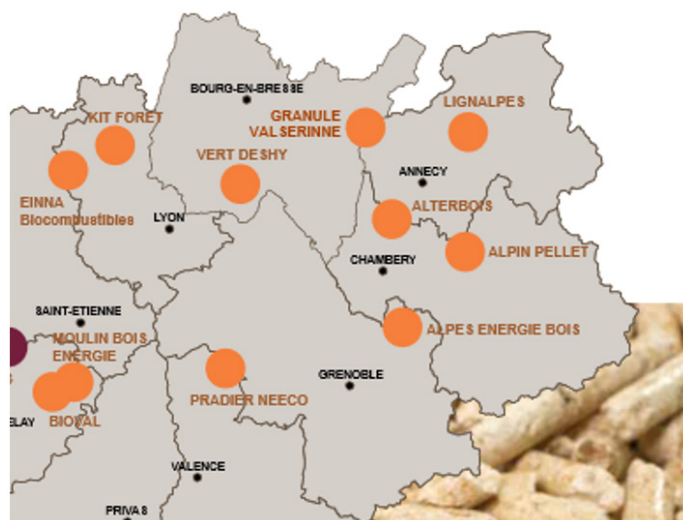 BOURG-EN-BRESSE
LIGNALPES
KIT FORET
GRANULE
VALSERINNE
VERT DESHY
ANNECY
EINNA
Biocombustibles
LYON
ALTERBOIS
ALPIN PELLET
CHAMBERY
SAINT-ETIENNE
MOULIN BOIS
ENERGIE
ALPES ENERGIE BOIS
GRENOBLE
PRADIER NEECO
BIOVAL
ELAY
VALENCE
PRIVAS